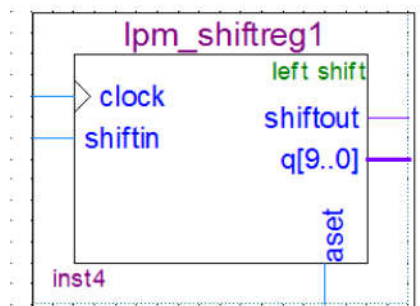 lpm_shiftreg1
left shift
clock
shiftout
shiftin
q[9..0]
aset
inst4